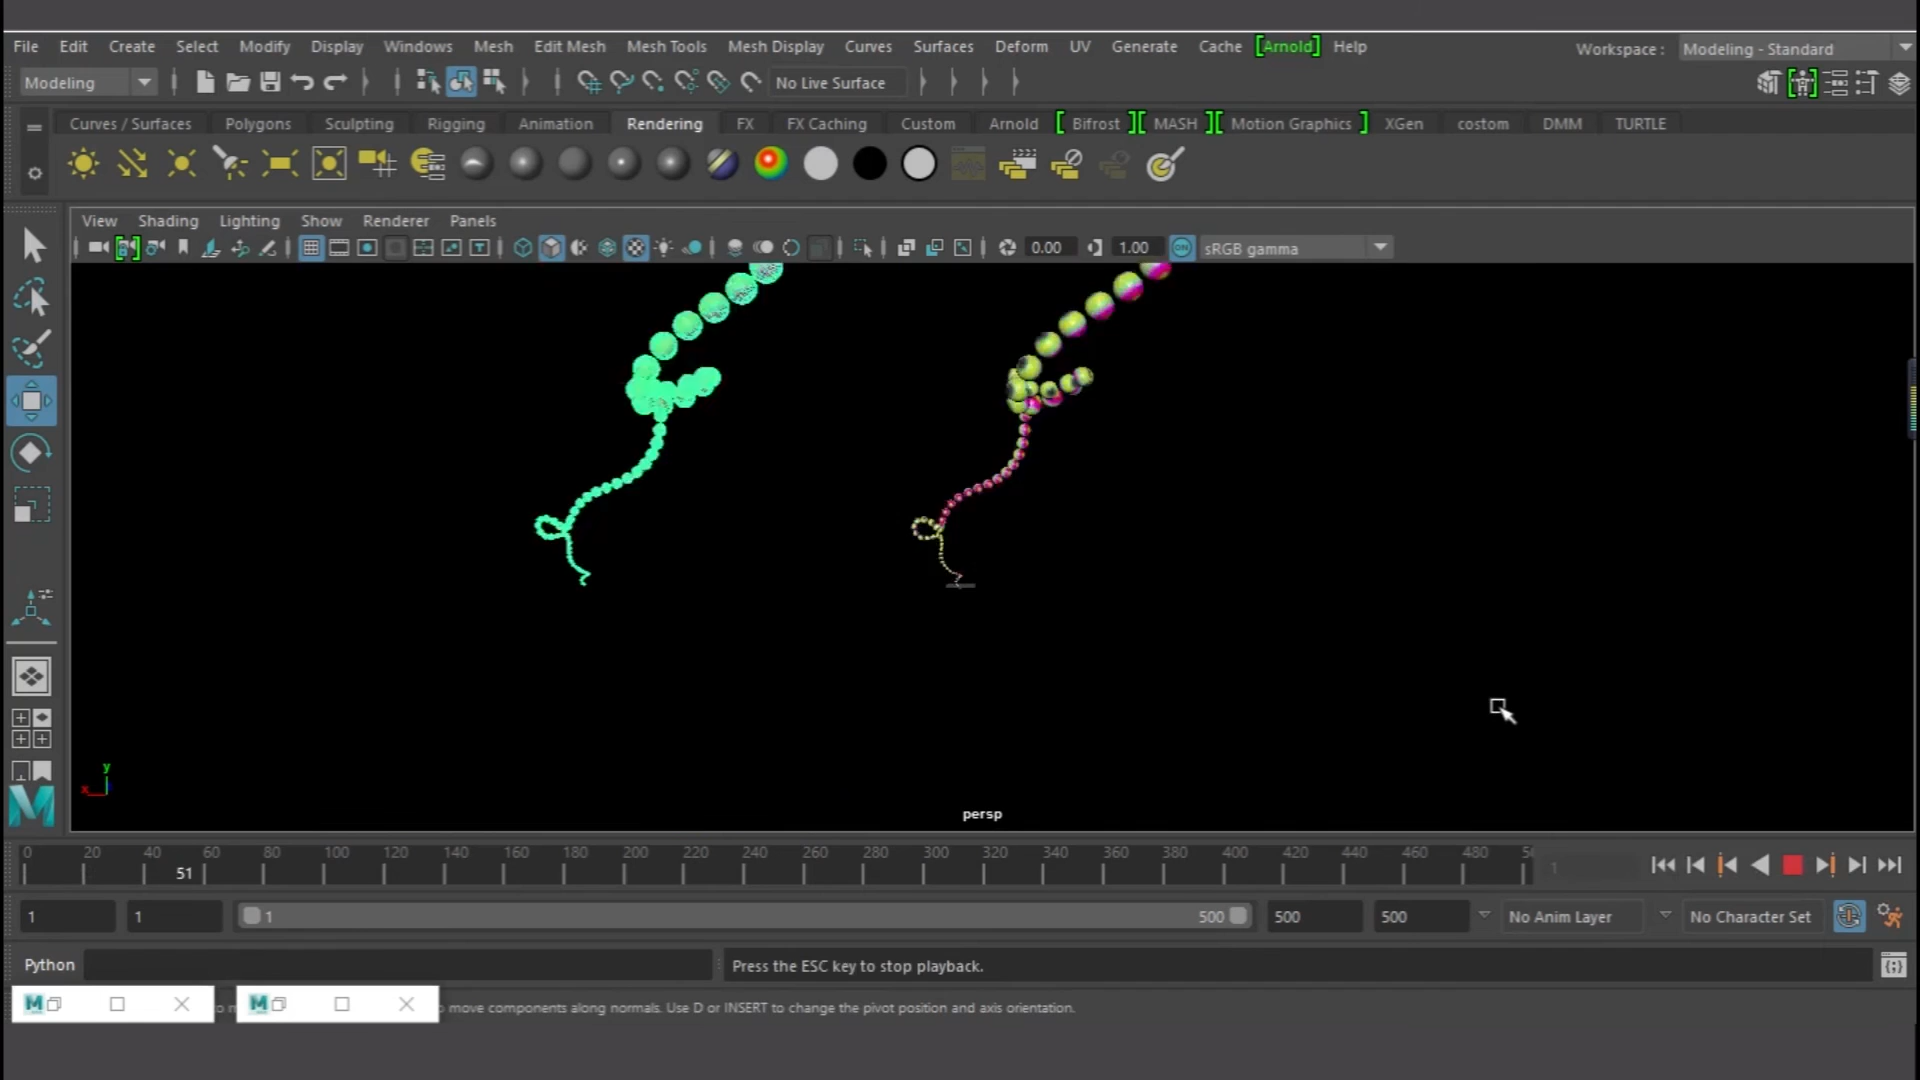 File Edit Create Select Modify Display Windows Mesh Edit Mesh Mesh Tools Mesh Display Curves Surfaces Deform UV Generate Cache [Arnold] Help Workspace : Modeling - Standard
Modeling No Live Surface
Curves / Surfaces Polygons Sculpting Rigging Animation Rendering FX FX Caching Custom Arnold [ Bifrost ][ MASH ][ Motion Graphics ] XGen costom DMM TURTLE
View Shading Lighting Show Renderer Panels
0.00 1.00 ON sRGB gamma
y
x
persp
0 20 40 60 80 100 120 140 160 180 200 220 240 260 280 300 320 340 360 380 400 420 440 460 480
51
1
1 1 1 500 500 500 No Anim Layer No Character Set
Python Press the ESC key to stop playback.
M M move components along normals. Use D or INSERT to change the pivot position and axis orientation.